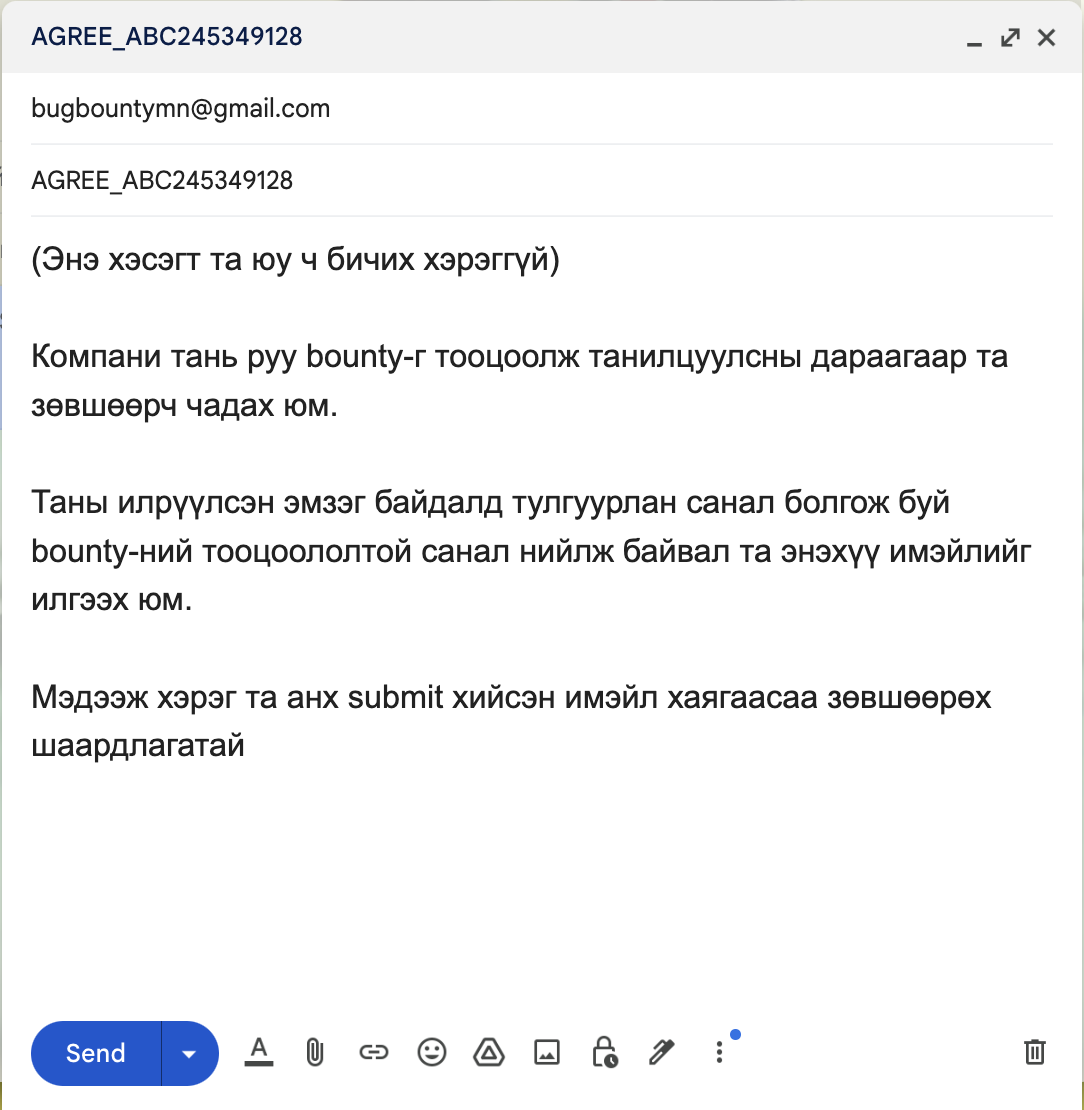 AGREE_ABC245349128
bugbountymn@gmail.com
AGREE_ABC245349128
(Энэ хэсэгт та юу ч бичих хэрэггүй)
Компани тань руу bounty-г тооцоолж танилцуулсны дараагаар та
зөвшөөрч чадах юм.
Таны илрүүлсэн эмзэг байдалд тулгуурлан санал болгож буй
bounty-ний тооцоололтой санал нийлж байвал та энэхүү имэйлийг
илгээх юм.
Мэдээж хэрэг та анх submit хийсэн имэйл хаягаасаа зөвшөөрөх
шаардлагатай
Send